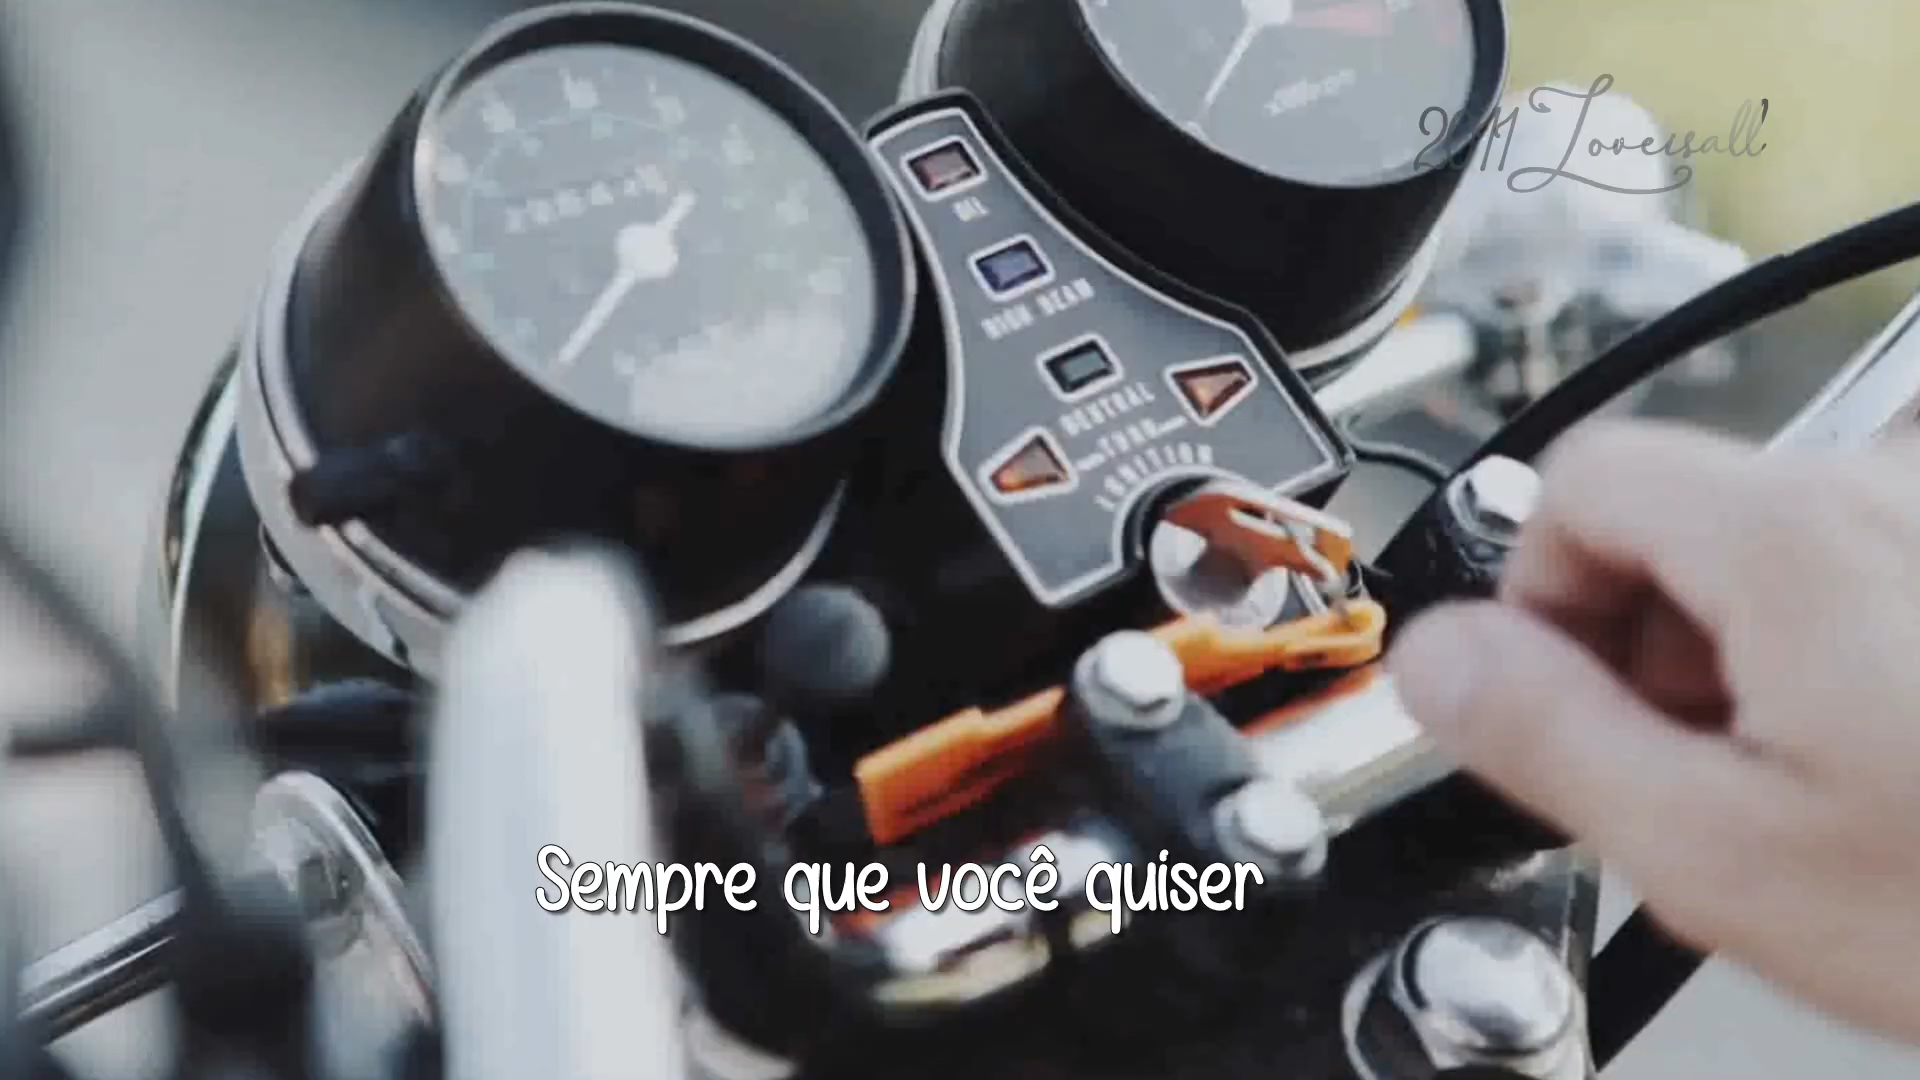 2011 Loveisall'
OIL
HIGH BEAM
NEUTRAL
TURN
IGNITION
Sempre que você quiser